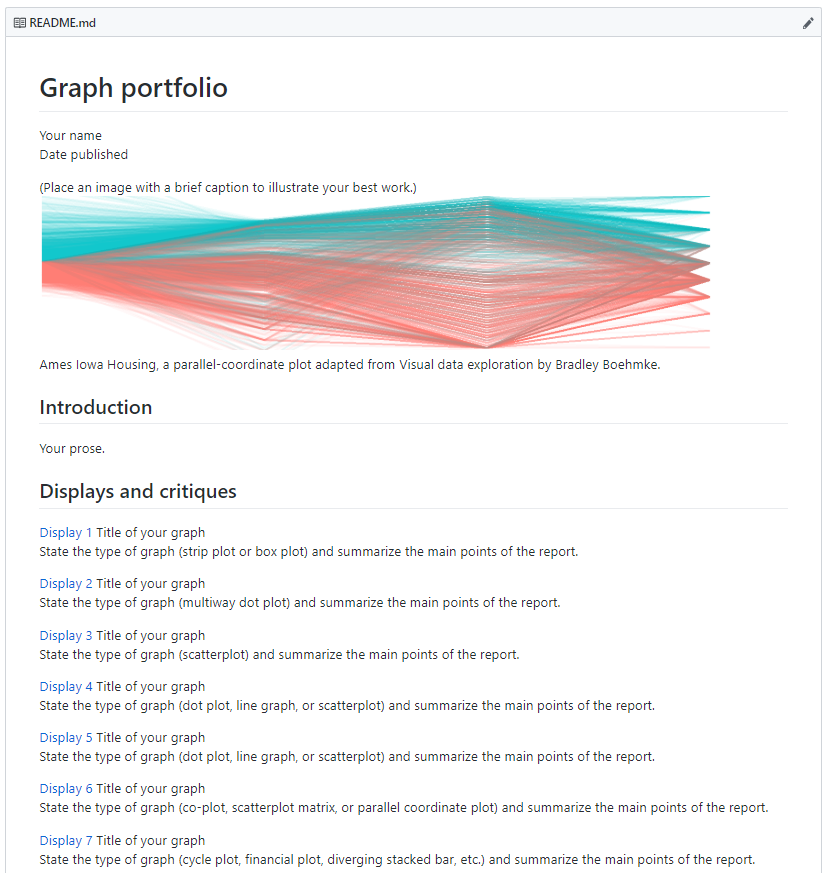 README.md
Graph portfolio
Your name
Date published
(Place an image with a brief caption to illustrate your best work.)
Ames Iowa Housing, a parallel-coordinate plot adapted from Visual data exploration by Bradley Boehmke.
Introduction
Your prose.
Displays and critiques
Display 1 Title of your graph
State the type of graph (strip plot or box plot) and summarize the main points of the report.
Display 2 Title of your graph
State the type of graph (multiway dot plot) and summarize the main points of the report.
Display 3 Title of your graph
State the type of graph (scatterplot) and summarize the main points of the report.
Display 4 Title of your graph
State the type of graph (dot plot, line graph, or scatterplot) and summarize the main points of the report.
Display 5 Title of your graph
State the type of graph (dot plot, line graph, or scatterplot) and summarize the main points of the report.
Display 6 Title of your graph
State the type of graph (co-plot, scatterplot matrix, or parallel coordinate plot) and summarize the main points of the report.
Display 7 Title of your graph
State the type of graph (cycle plot, financial plot, diverging stacked bar, etc.) and summarize the main points of the report.